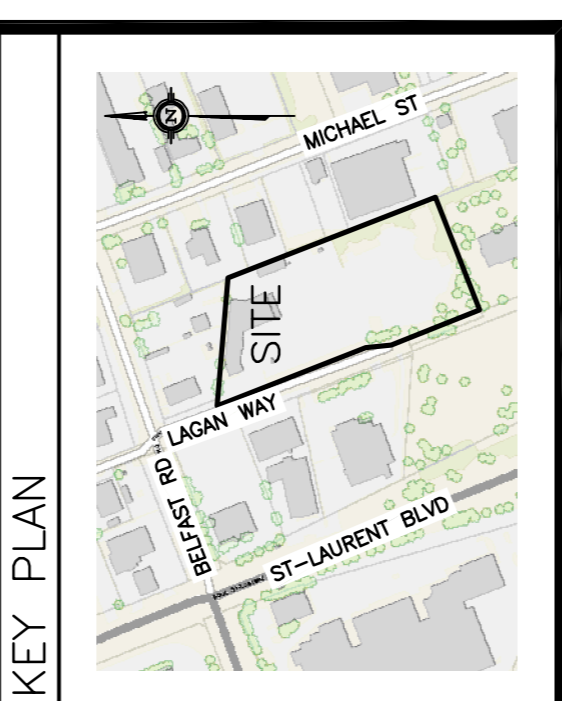 KEY PLAN
N
MICHAEL ST
SITE
LAGAN WAY
BELFAST RD
ST-LAURENT BLVD